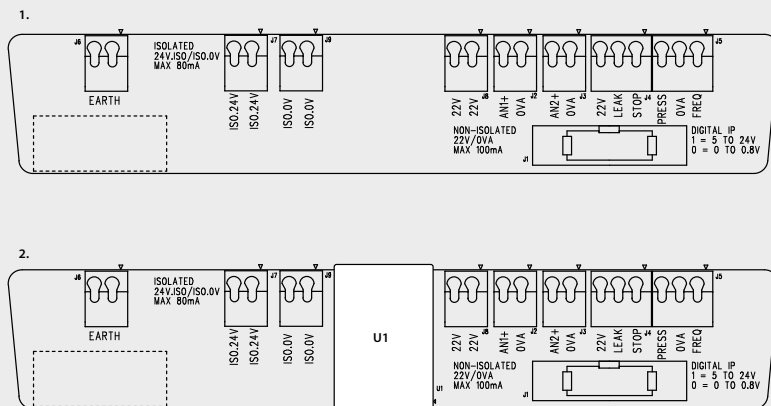 1.
J6
EARTH
ISOLATED
24V.ISO/ISO.0V
MAX 80mA
J7
ISO.24V
ISO.24V
J9
ISO.0V
ISO.0V
J8
22V
22V
J2
AN1+
0VA
J3
AN2+
0VA
J4
22V
LEAK
STOP
J5
PRESS
0VA
FREQ
NON-ISOLATED
22V/0VA
MAX 100mA
J1
DIGITAL IP
1 = 5 TO 24V
0 = 0 TO 0.8V
2.
J6
EARTH
ISOLATED
24V.ISO/ISO.0V
MAX 80mA
J7
ISO.24V
ISO.24V
J9
ISO.0V
ISO.0V
U1
U1
J8
22V
22V
J2
AN1+
0VA
J3
AN2+
0VA
J4
22V
LEAK
STOP
J5
PRESS
0VA
FREQ
NON-ISOLATED
22V/0VA
MAX 100mA
J1
DIGITAL IP
1 = 5 TO 24V
0 = 0 TO 0.8V